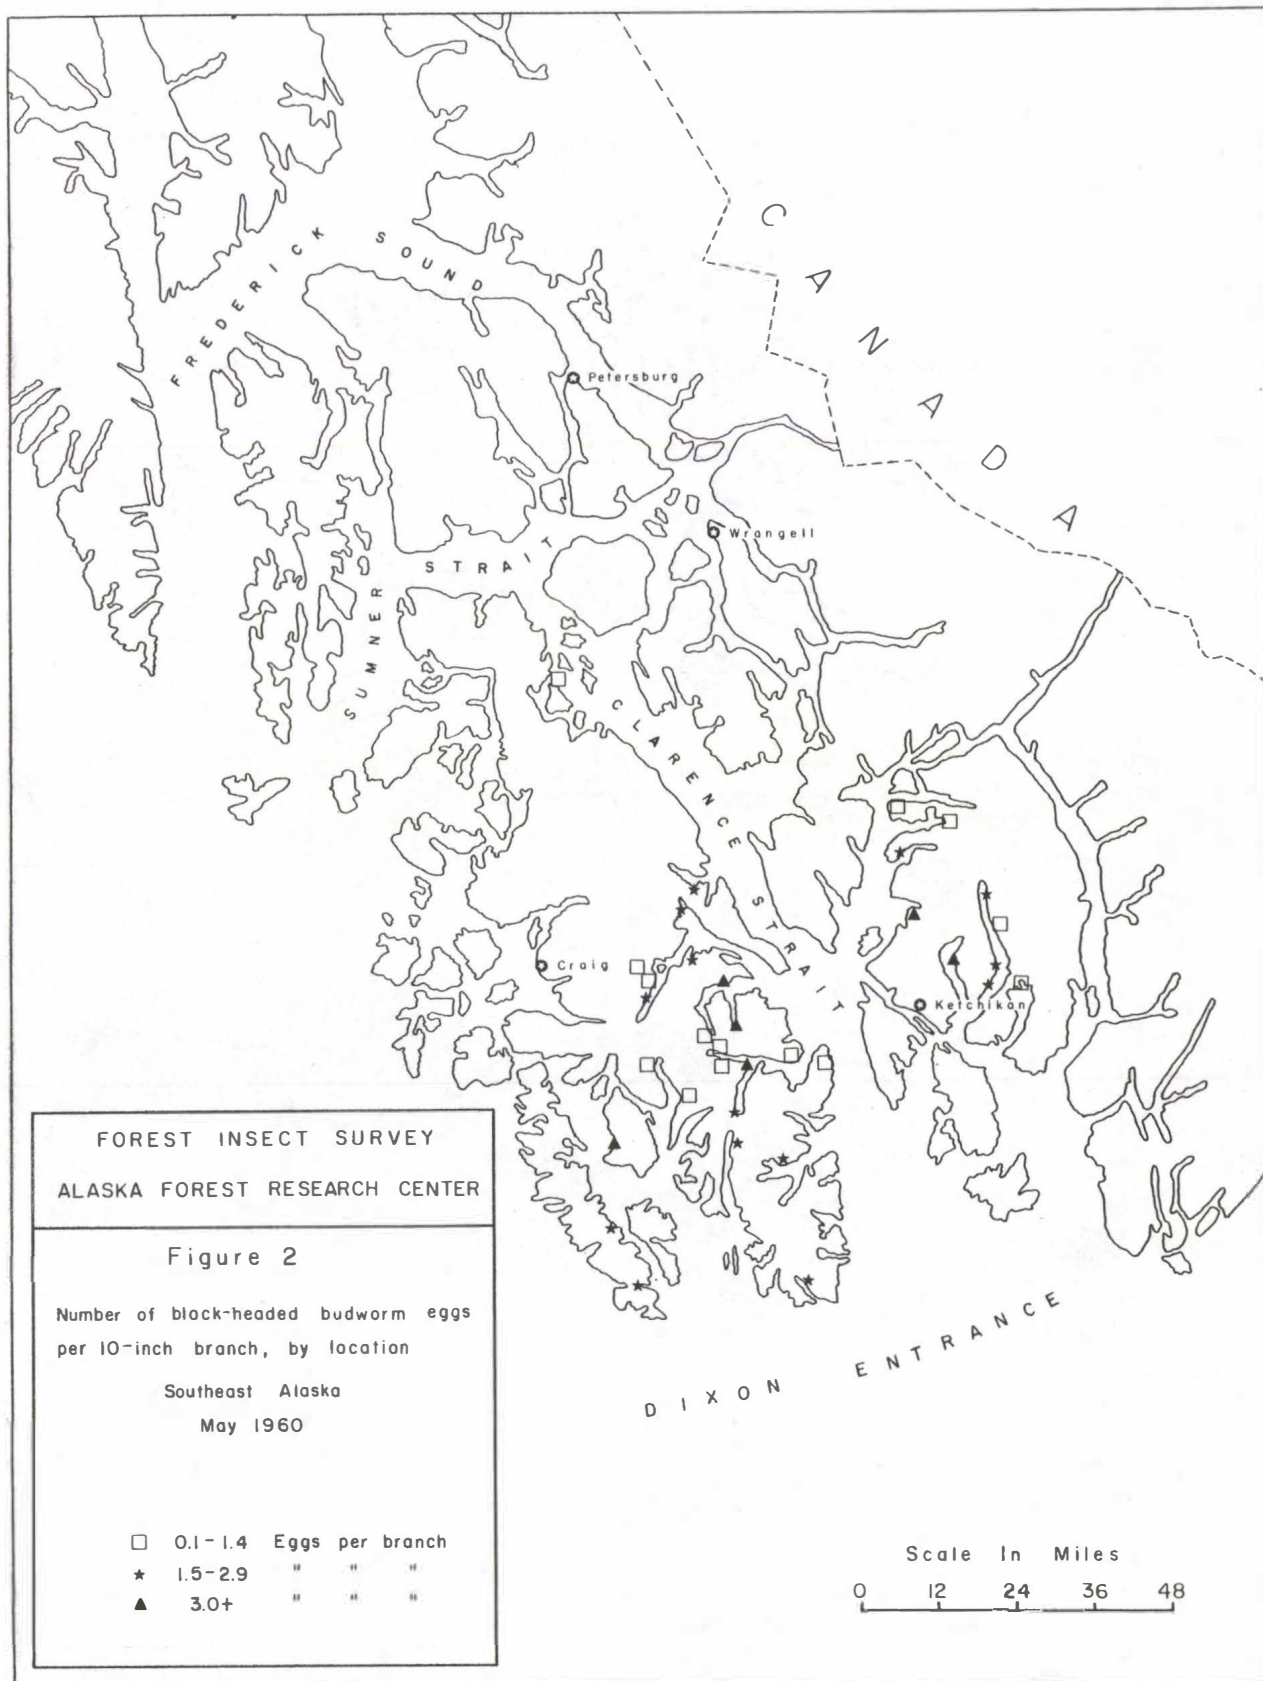 CANADA
FREDERICK SOUND
Petersburg
Wrangell
SUMNER STRAIT
CLARENCE STRAIT
Craig
Ketchikan
DIXON ENTRANCE
FOREST INSECT SURVEY
ALASKA FOREST RESEARCH CENTER
Figure 2
Number of black-headed budworm eggs
per 10-inch branch, by location
Southeast Alaska
May 1960
□ 0.1-1.4 Eggs per branch
★ 1.5-2.9 " " "
▲ 3.0+ " " "
Scale In Miles
0 12 24 36 48